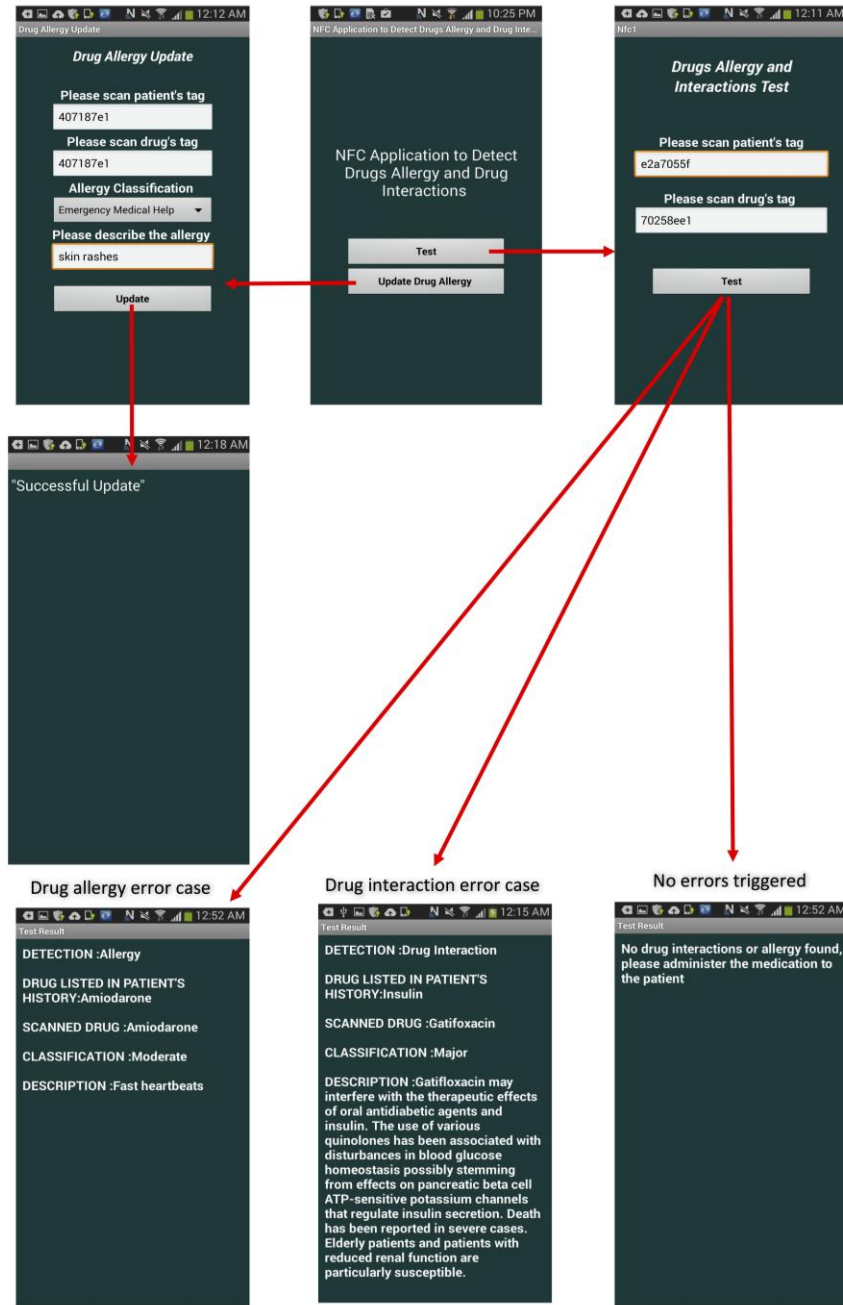 12:12 AM
Drug Allergy Update
Drug Allergy Update
Please scan patient's tag
407187e1
Please scan drug's tag
407187e1
Allergy Classification
Emergency Medical Help
Please describe the allergy
skin rashes
Update
10:25 PM
NFC Application to Detect Drugs Allergy and Drug Inte...
NFC Application to Detect
Drugs Allergy and Drug
Interactions
Test
Update Drug Allergy
12:11 AM
Nfc1
Drugs Allergy and
Interactions Test
Please scan patient's tag
e2a7055f
Please scan drug's tag
70258ee1
Test
12:18 AM
"Successful Update"
Drug allergy error case
12:52 AM
Test Result
DETECTION :Allergy
DRUG LISTED IN PATIENT'S
HISTORY:Amiodarone
SCANNED DRUG :Amiodarone
CLASSIFICATION :Moderate
DESCRIPTION :Fast heartbeats
Drug interaction error case
12:15 AM
Test Result
DETECTION :Drug Interaction
DRUG LISTED IN PATIENT'S
HISTORY:Insulin
SCANNED DRUG :Gatifoxacin
CLASSIFICATION :Major
DESCRIPTION :Gatifloxacin may
interfere with the therapeutic effects
of oral antidiabetic agents and
insulin. The use of various
quinolones has been associated with
disturbances in blood glucose
homeostasis possibly stemming
from effects on pancreatic beta cell
ATP-sensitive potassium channels
that regulate insulin secretion. Death
has been reported in severe cases.
Elderly patients and patients with
reduced renal function are
particularly susceptible.
No errors triggered
12:52 AM
Test Result
No drug interactions or allergy found,
please administer the medication to
the patient